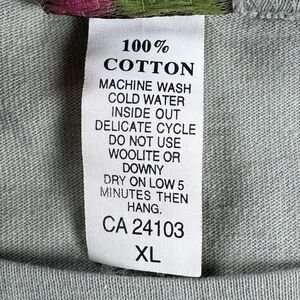 100%
COTTON
MACHINE WASH
COLD WATER
INSIDE OUT
DELICATE CYCLE
DO NOT USE
WOOLITE OR
DOWNY
DRY ON LOW 5
MINUTES THEN
HANG.
CA 24103
XL